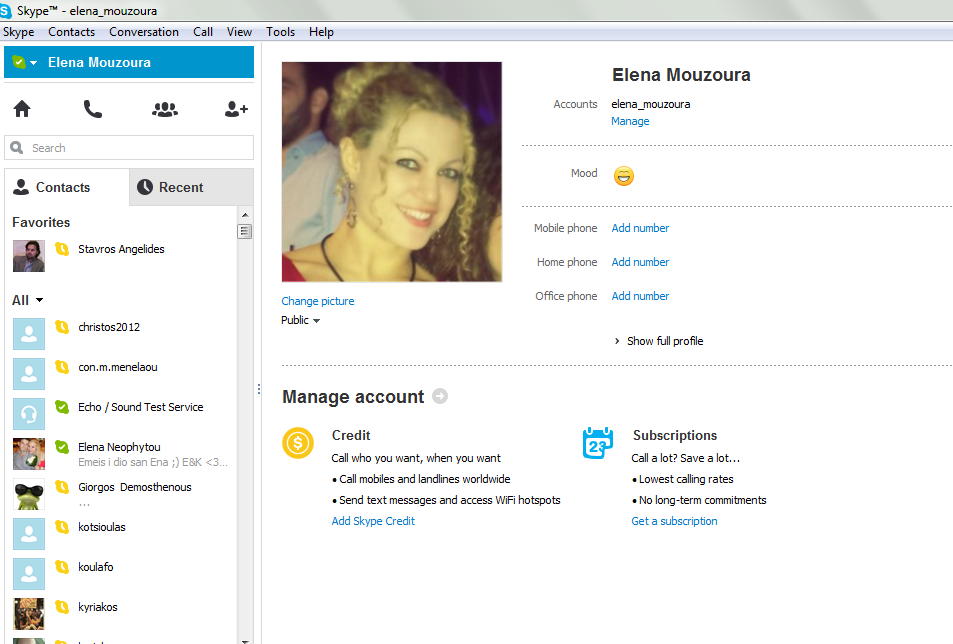 Skype™ - elena_mouzoura
Skype Contacts Conversation Call View Tools Help
Elena Mouzoura
Search
Contacts Recent
Favorites
Stavros Angelides
All
christos2012
con.m.menelaou
Echo / Sound Test Service
Elena Neophytou
Emeis i dio san Ena ;) E&K <3...
Giorgos Demosthenous
...
kotsioulas
koulafo
kyriakos
Elena Mouzoura
Accounts elena_mouzoura
Manage
Mood
Mobile phone Add number
Home phone Add number
Office phone Add number
Show full profile
Change picture
Public
Manage account
Credit
Call who you want, when you want
• Call mobiles and landlines worldwide
• Send text messages and access WiFi hotspots
Add Skype Credit
23
Subscriptions
Call a lot? Save a lot...
• Lowest calling rates
• No long-term commitments
Get a subscription